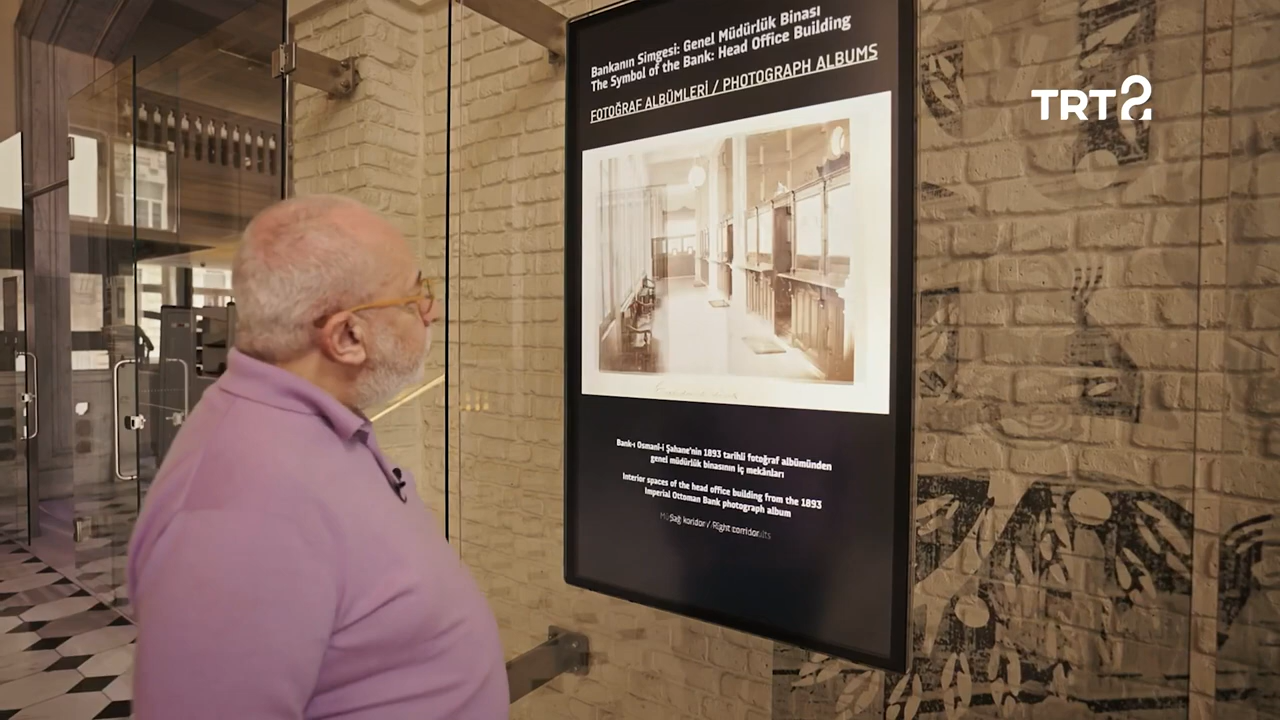 Bankanın Simgesi: Genel Müdürlük Binası
The Symbol of the Bank: Head Office Building
FOTOĞRAF ALBÜMLERİ / PHOTOGRAPH ALBUMS
TRT2
Bank-ı Osmanî-i Şahane'nin 1893 tarihli fotoğraf albümünden
genel müdürlük binasının iç mekânları
Interior spaces of the head office building from the 1893
Imperial Ottoman Bank photograph album
Sağ koridor / Right corridor